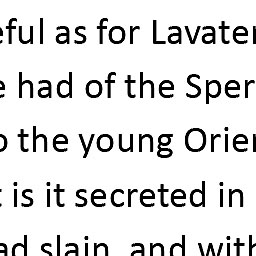 eful as for Lavater
e had of the Sper
o the young Orien
t is it secreted in
ad slain, and with